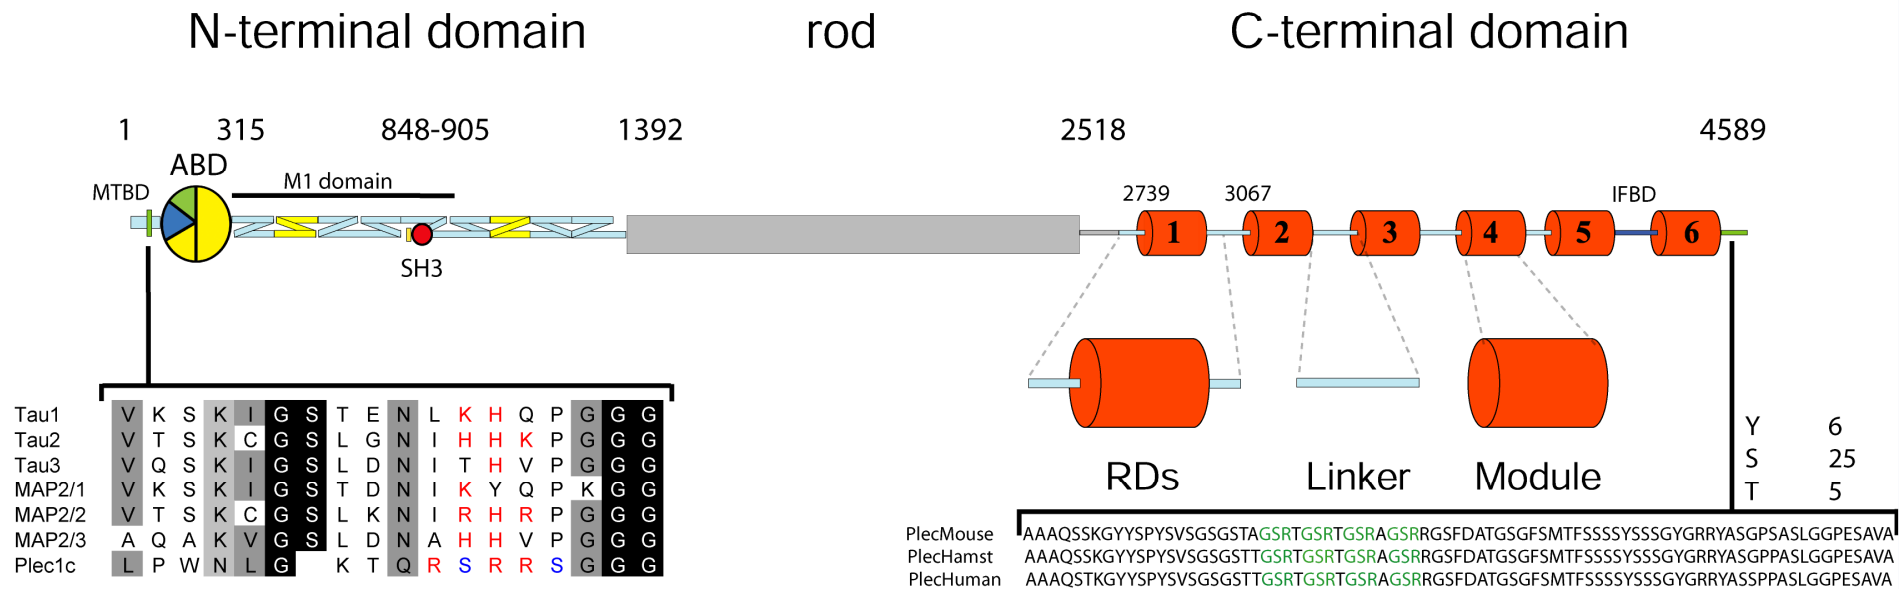 N-terminal domain rod C-terminal domain
1 315 848-905 1392 2518 4589
ABD
MTBD M1 domain 2739 3067 IFBD
1 2 3 4 5 6
SH3
RDs Linker Module
Y 6
S 25
T 5
Tau1 V K S K I G S T E N L K H Q P G G G
Tau2 V T S K C G S L G N I H H K P G G G
Tau3 V Q S K I G S L D N I T H V P G G G
MAP2/1 V K S K I G S T D N I K Y Q P K G G
MAP2/2 V T S K C G S L K N I R H R P G G G
MAP2/3 A Q A K V G S L D N A H H V P G G G
Plec1c L P W N L G K T Q R S R R S G G G
PlecMouse AAAQSSKGYYSPYSVSGSGSTAGSRTGSRTGSRAGSRRGSFDATGSGFSMTFSSSSYSSSGYGRRYASGPSASLGGPESAVA
PlecHamst AAAQSSKGYYSPYSVSGSGSTTGSRTGSRTGSRAGSRRGSFDATGSGFSMTFSSSSYSSSGYGRRYASGPPASLGGPESAVA
PlecHuman AAAQSTKGYYSPYSVSGSGSTTGSRTGSRTGSRAGSRRGSFDATGSGFSMTFSSSSYSSSGYGRRYASSPPASLGGPESAVA